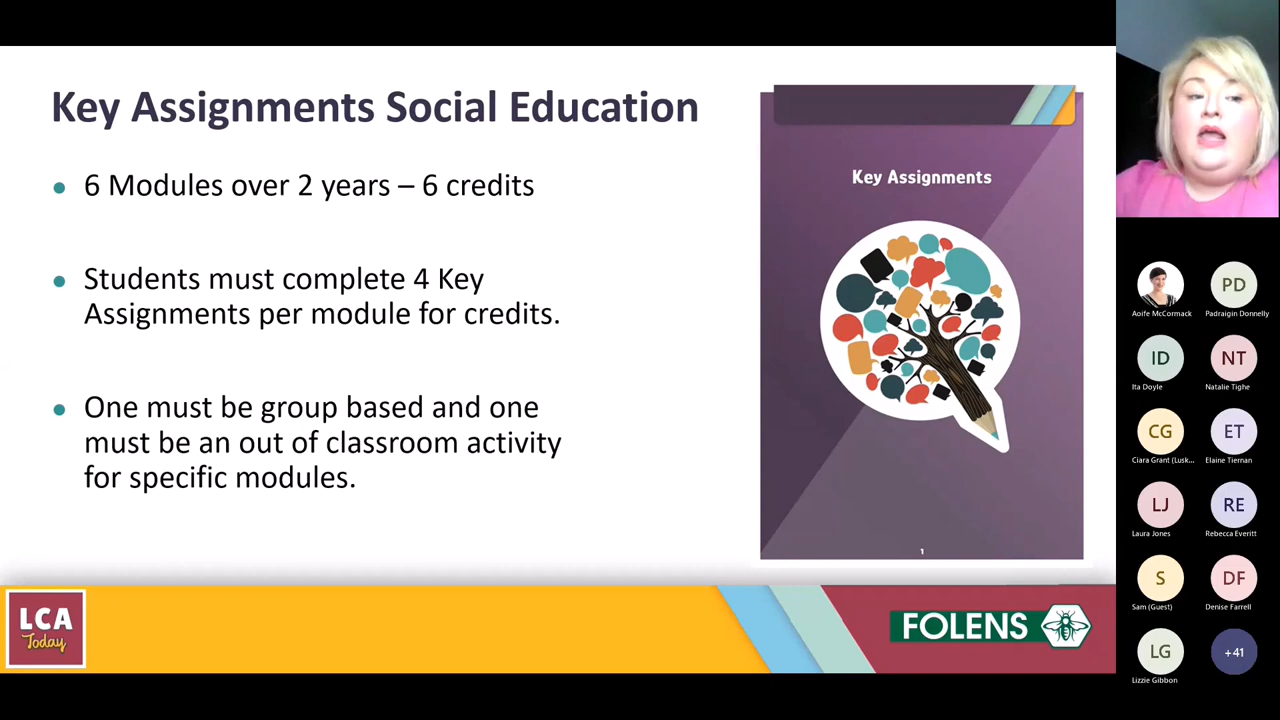 Key Assignments Social Education
6 Modules over 2 years – 6 credits
Students must complete 4 Key
Assignments per module for credits.
One must be group based and one
must be an out of classroom activity
for specific modules.
Key Assignments
1
LCA
Today
FOLENS
Aoife McCormack
PD
Padraigin Donnelly
ID
Ita Doyle
NT
Natalie Tighe
CG
Ciara Grant (Lusk...
ET
Elaine Tiernan
LJ
Laura Jones
RE
Rebecca Everitt
S
Sam (Guest)
DF
Denise Farrell
LG
Lizzie Gibbon
+41